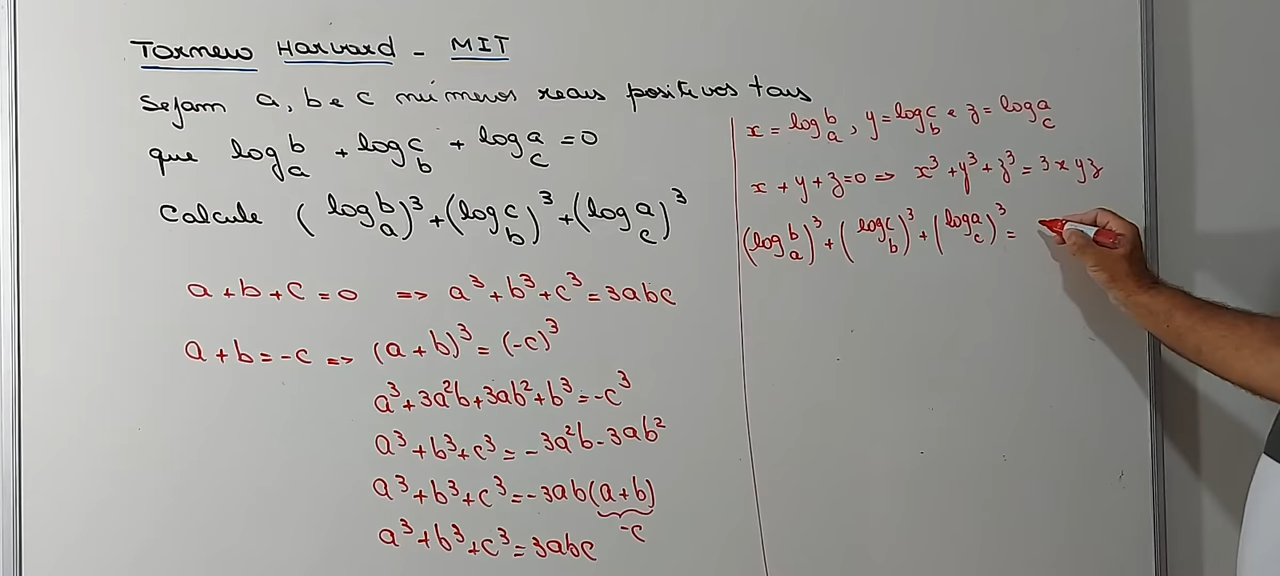 Torneio Harvard - MIT
Sejam a, b e c números reais positivos tais
que log_a b + log_b c + log_c a = 0
Calcule (log_a b)³ + (log_b c)³ + (log_c a)³
a + b + c = 0 => a³ + b³ + c³ = 3abc
a + b = -c => (a + b)³ = (-c)³
a³ + 3a²b + 3ab² + b³ = -c³
a³ + b³ + c³ = -3a²b - 3ab²
a³ + b³ + c³ = -3ab(a + b)
-c
a³ + b³ + c³ = 3abc
x = log_a b, y = log_b c e z = log_c a
x + y + z = 0 => x³ + y³ + z³ = 3xyz
(log_a b)³ + (log_b c)³ + (log_c a)³ =